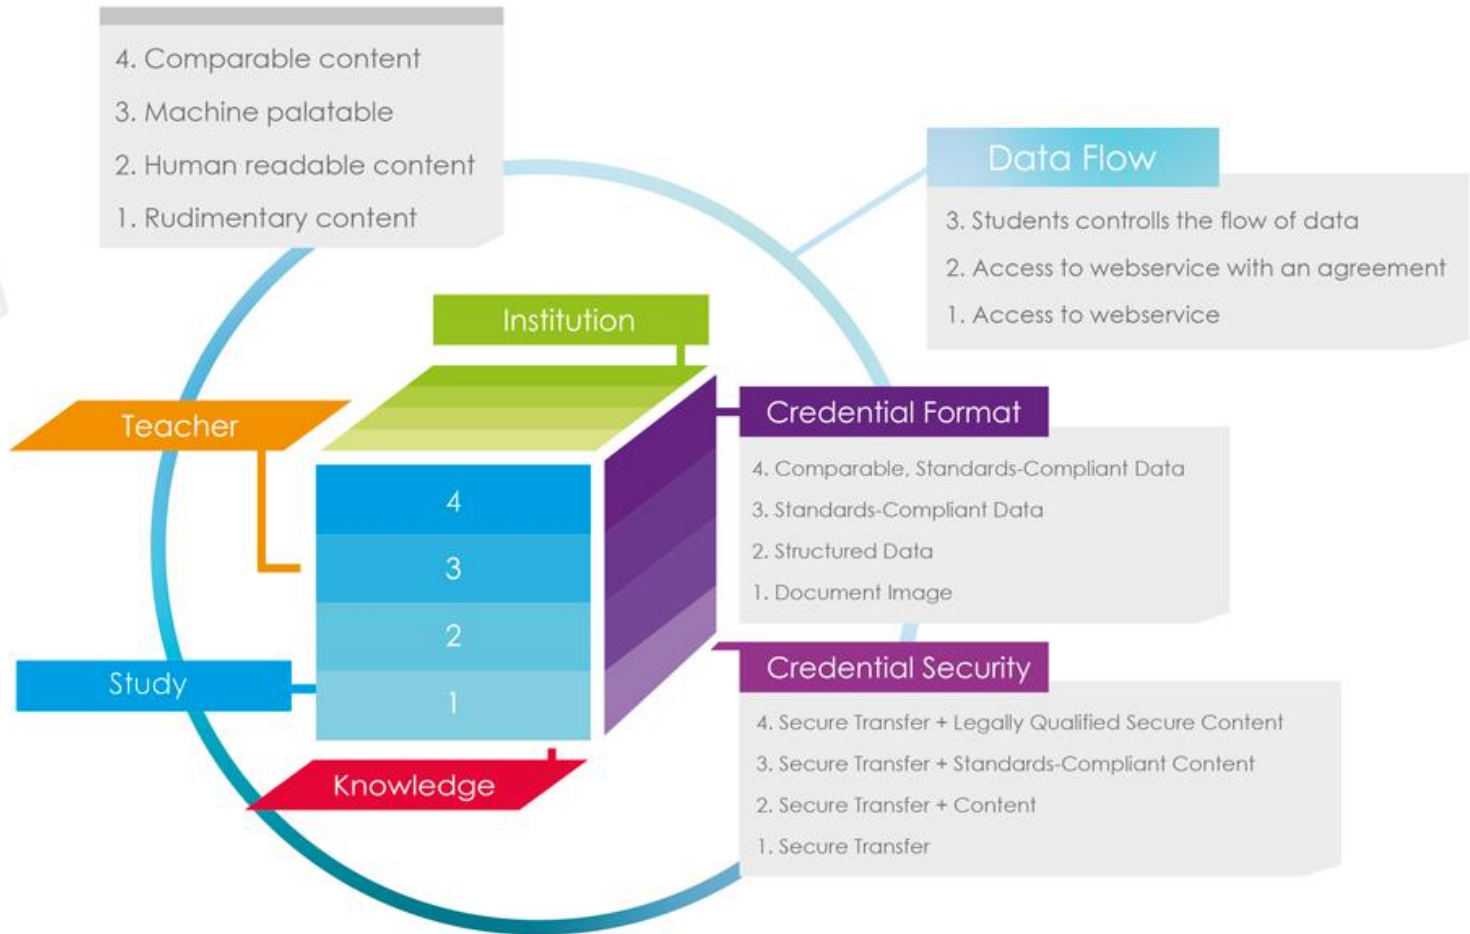 4. Comparable content
3. Machine palatable
2. Human readable content
1. Rudimentary content
Data Flow
3. Students controlls the flow of data
2. Access to webservice with an agreement
1. Access to webservice
Institution
Teacher
Credential Format
4. Comparable, Standards-Compliant Data
3. Standards-Compliant Data
2. Structured Data
1. Document Image
4
3
2
1
Study
Credential Security
4. Secure Transfer + Legally Qualified Secure Content
3. Secure Transfer + Standards-Compliant Content
2. Secure Transfer + Content
1. Secure Transfer
Knowledge